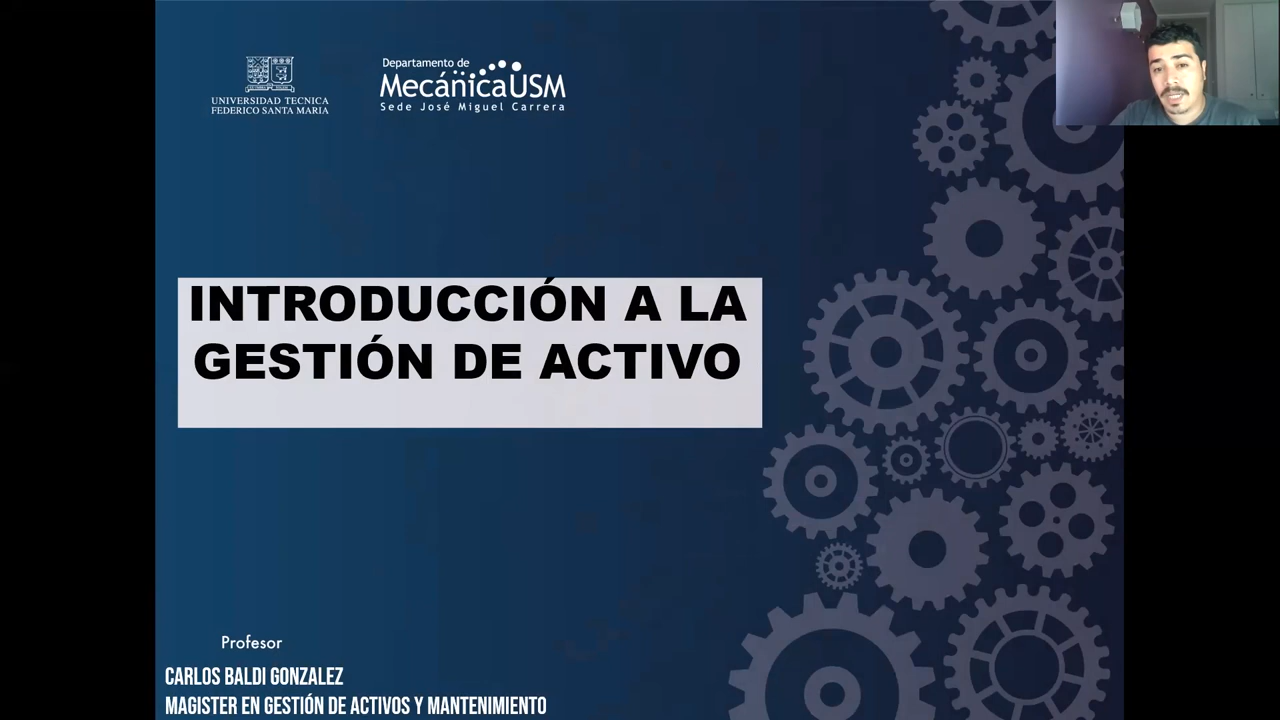 UNIVERSIDAD TECNICA
FEDERICO SANTA MARIA
Departamento de
MecánicaUSM
Sede José Miguel Carrera
INTRODUCCIÓN A LA
GESTIÓN DE ACTIVO
Profesor
CARLOS BALDI GONZALEZ
MAGISTER EN GESTIÓN DE ACTIVOS Y MANTENIMIENTO